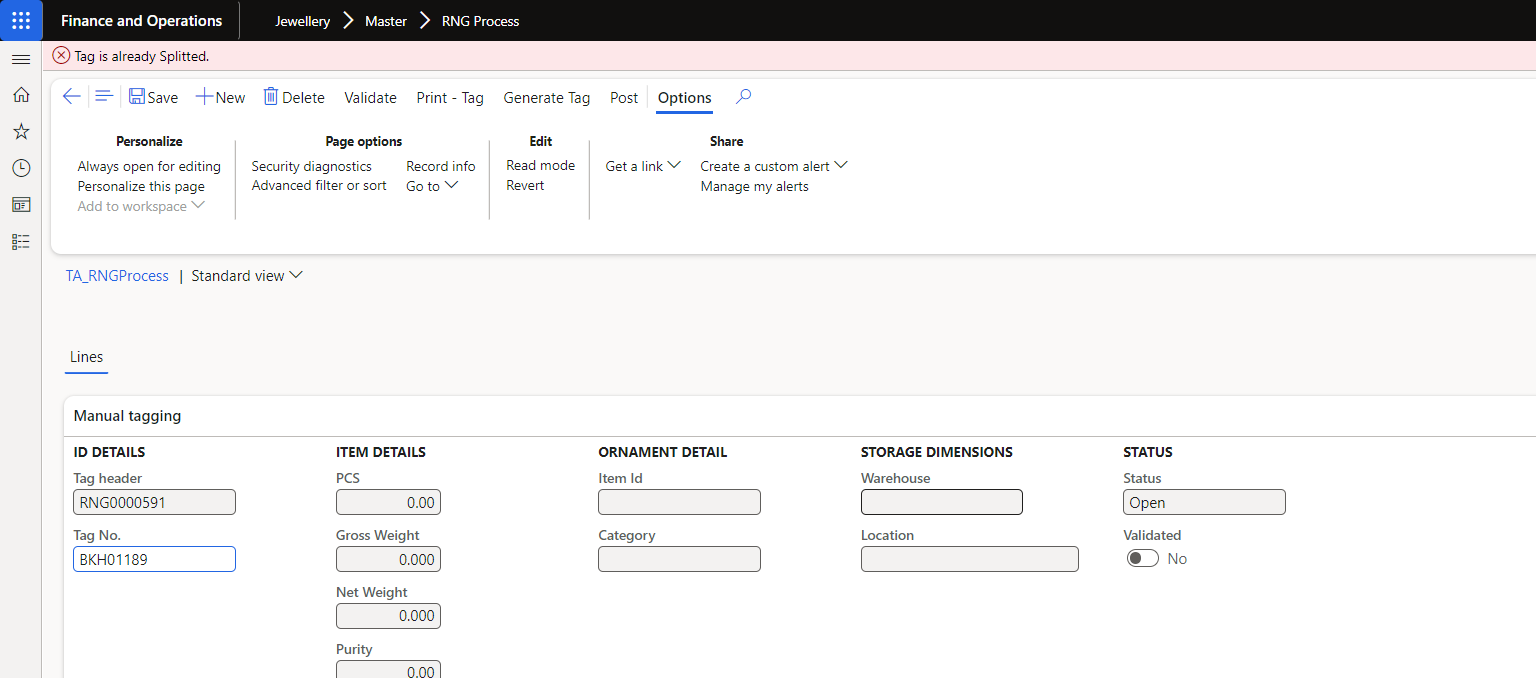 Finance and Operations
Jewellery > Master > RNG Process
Tag is already Splitted.
Save New Delete Validate Print - Tag Generate Tag Post Options
Personalize
Always open for editing
Personalize this page
Add to workspace
Page options
Security diagnostics
Advanced filter or sort
Record info
Go to
Edit
Read mode
Revert
Share
Get a link
Create a custom alert
Manage my alerts
TA_RNGProcess | Standard view
Lines
Manual tagging
ID DETAILS
Tag header
RNG0000591
Tag No.
BKH01189
ITEM DETAILS
PCS
0.00
Gross Weight
0.000
Net Weight
0.000
Purity
0.00
ORNAMENT DETAIL
Item Id
Category
STORAGE DIMENSIONS
Warehouse
Location
STATUS
Status
Open
Validated
No